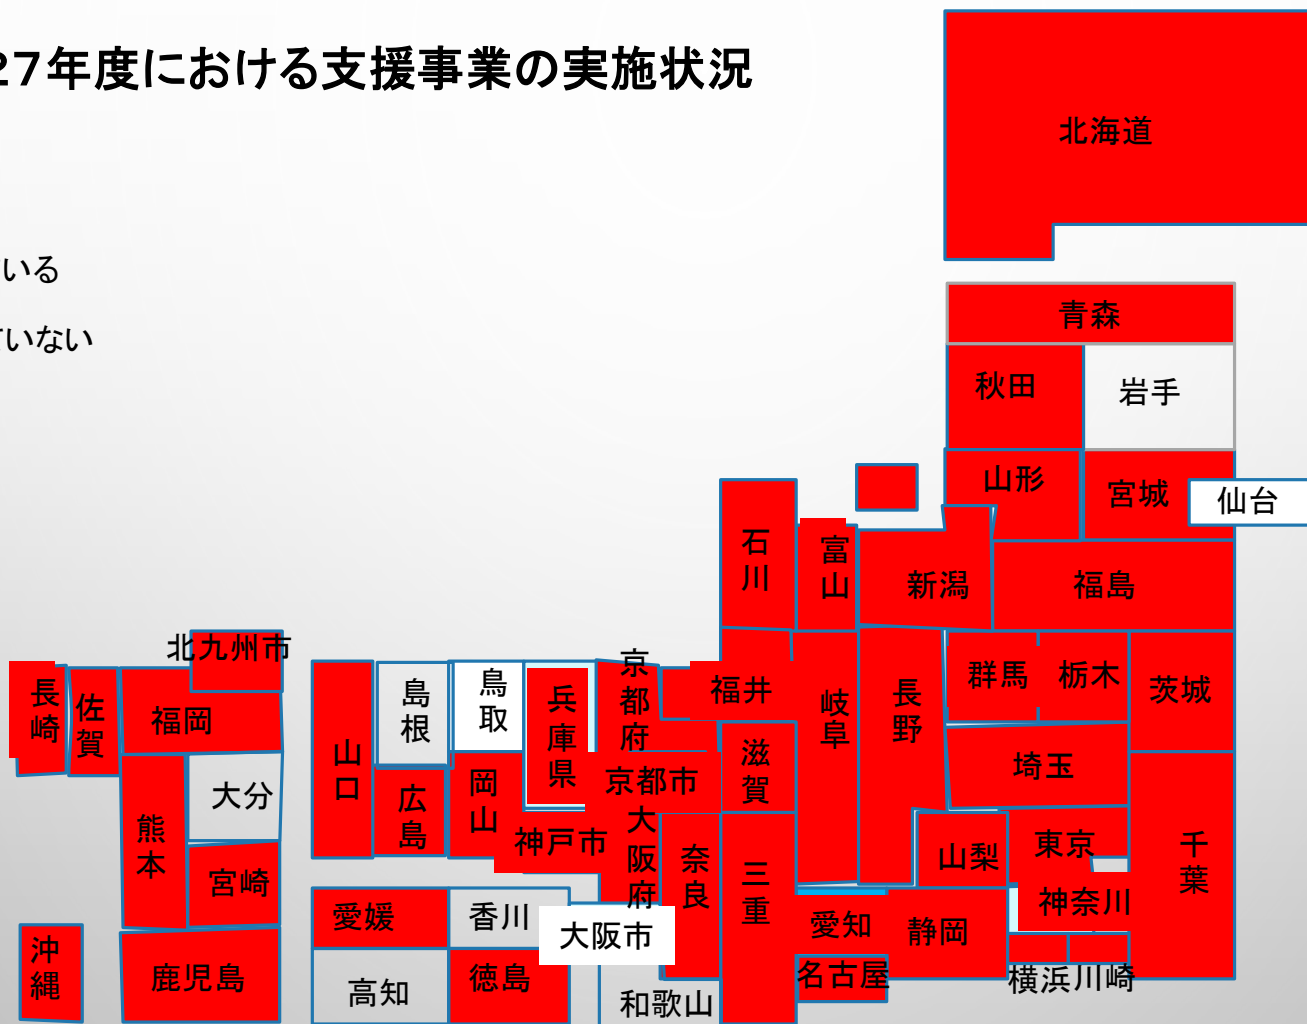 27年度における支援事業の実施状況
北海道
いる
ていない
青森
秋田
岩手
山形
宮城
仙台
石川
富山
新潟
福島
北九州市
長崎
佐賀
福岡
山口
島根
鳥取
兵庫県
京都府
福井
岐阜
長野
群馬
栃木
茨城
大分
熊本
広島
岡山
京都市
滋賀
埼玉
神戸市
大阪府
奈良
三重
山梨
東京
千葉
宮崎
愛媛
香川
大阪市
愛知
静岡
神奈川
沖縄
鹿児島
高知
徳島
和歌山
名古屋
横浜
川崎